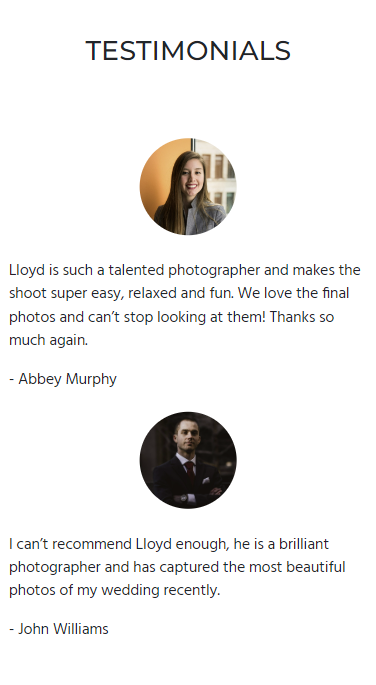 TESTIMONIALS
Lloyd is such a talented photographer and makes the
shoot super easy, relaxed and fun. We love the final
photos and can’t stop looking at them! Thanks so
much again.
- Abbey Murphy
I can’t recommend Lloyd enough, he is a brilliant
photographer and has captured the most beautiful
photos of my wedding recently.
- John Williams